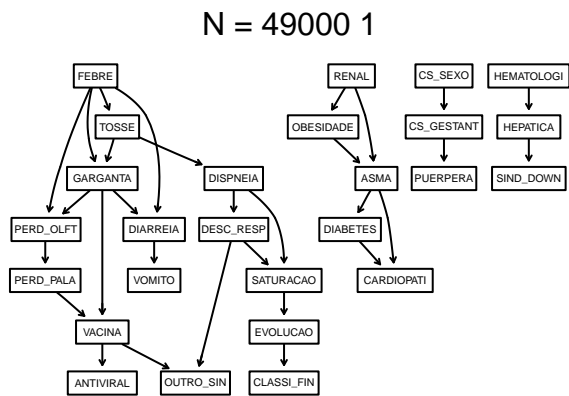 N = 49000 1
FEBRE RENAL CS_SEXO HEMATOLOGI
TOSSE OBESIDADE CS_GESTANT HEPATICA
GARGANTA DISPNEIA ASMA PUERPERA SIND_DOWN
PERD_OLFT DIARREIA DESC_RESP DIABETES
PERD_PALA VOMITO SATURACAO CARDIOPATI
VACINA EVOLUCAO
ANTIVIRAL OUTRO_SIN CLASSI_FIN